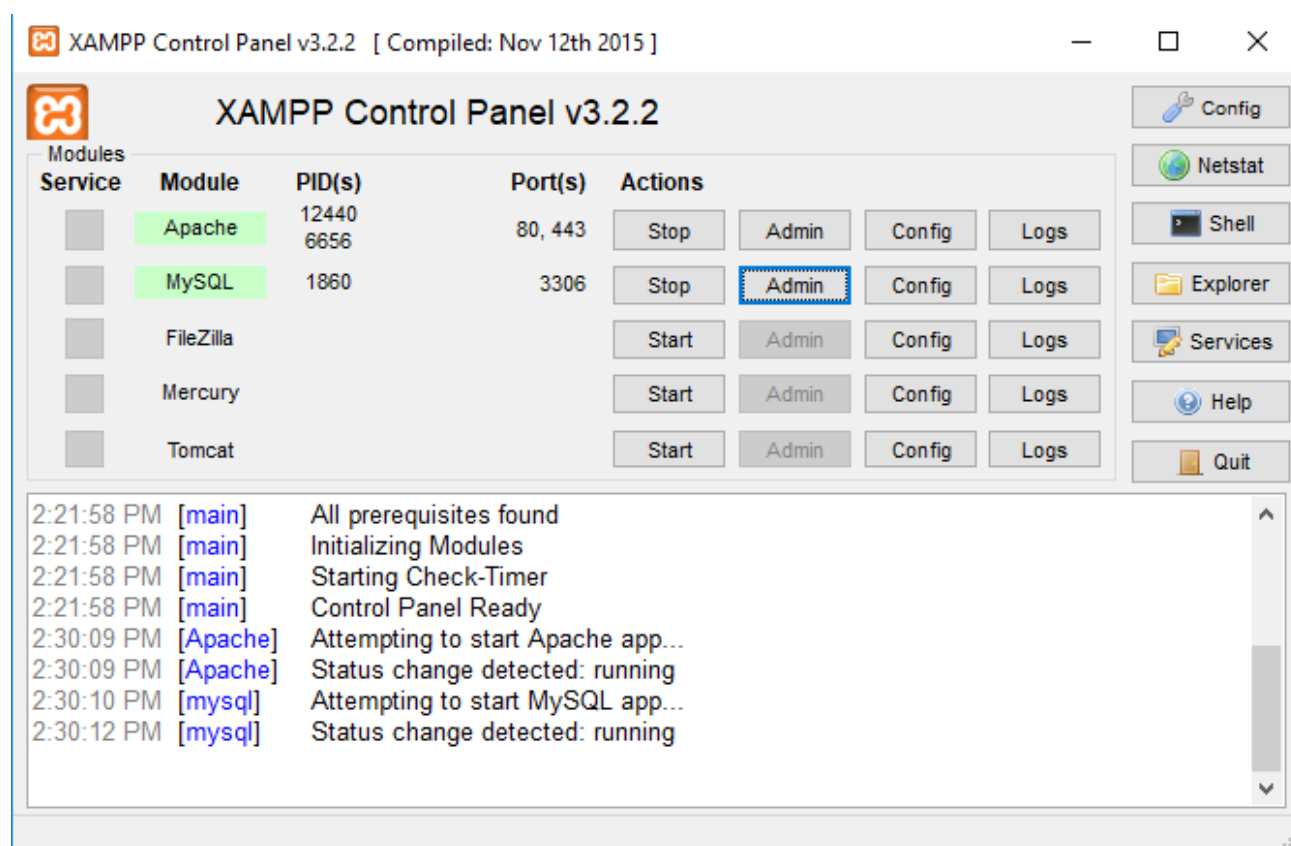 XAMPP Control Panel v3.2.2 [ Compiled: Nov 12th 2015 ]
XAMPP Control Panel v3.2.2
Config
Modules
Netstat
Service Module PID(s) Port(s) Actions
Apache 12440 6656 80, 443 Stop Admin Config Logs
Shell
MySQL 1860 3306 Stop Admin Config Logs
Explorer
FileZilla Start Admin Config Logs
Services
Mercury Start Admin Config Logs
Help
Tomcat Start Admin Config Logs
Quit
2:21:58 PM [main] All prerequisites found
2:21:58 PM [main] Initializing Modules
2:21:58 PM [main] Starting Check-Timer
2:21:58 PM [main] Control Panel Ready
2:30:09 PM [Apache] Attempting to start Apache app...
2:30:09 PM [Apache] Status change detected: running
2:30:10 PM [mysql] Attempting to start MySQL app...
2:30:12 PM [mysql] Status change detected: running